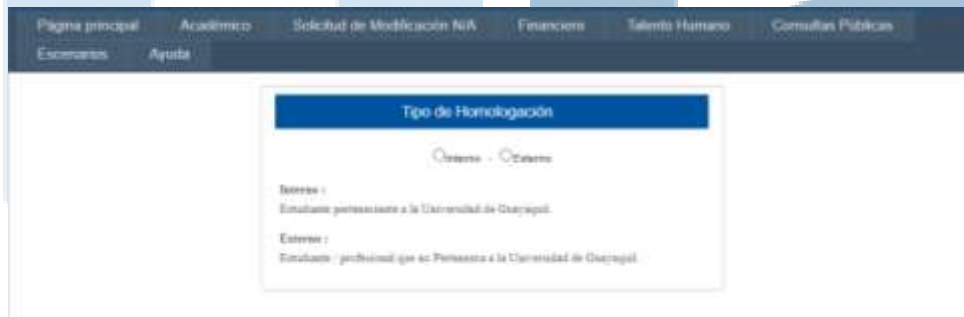 Página principal Académico Solicitud de Modificación N/A Financiero Talento Humano Consultas Públicas
Escenarios Ayuda
Tipo de Homologación
Interno - Externo
Interno :
Estudiante perteneciente a la Universidad de Guayaquil.
Externo :
Estudiante / profesional que no Pertenezca a la Universidad de Guayaquil.